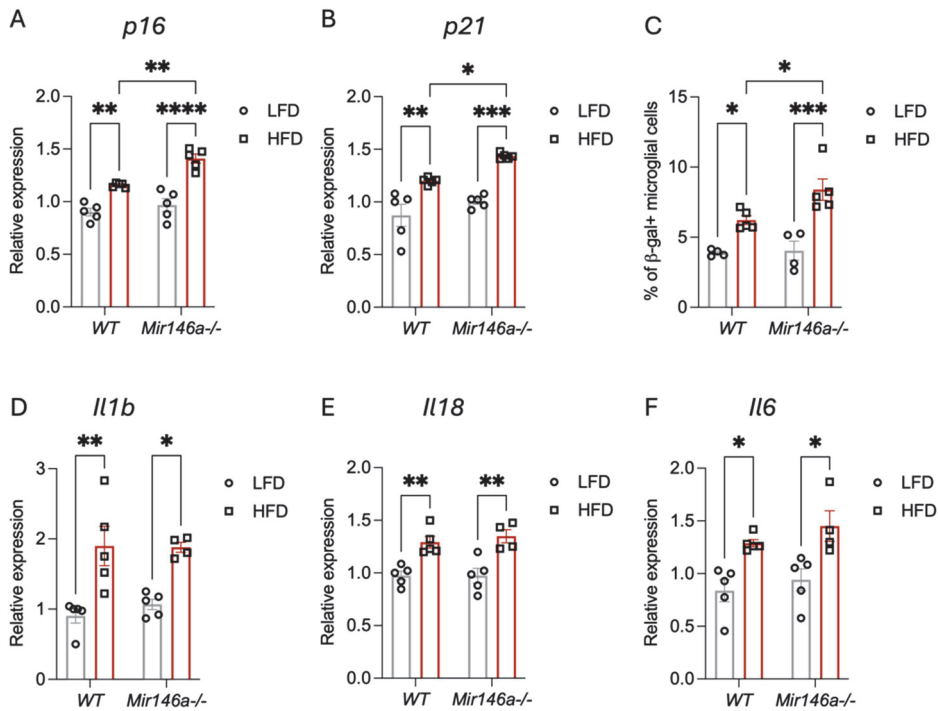 A
p16
**
**
****
2.0
1.5
1.0
0.5
0.0
Relative expression
WT
Mir146a-/-
LFD
HFD
B
p21
*
**
***
2.0
1.5
1.0
0.5
0.0
Relative expression
WT
Mir146a-/-
LFD
HFD
C
*
*
***
15
10
5
0
% of β-gal+ microglial cells
WT
Mir146a-/-
LFD
HFD
D
Il1b
**
*
3
2
1
0
Relative expression
WT
Mir146a-/-
LFD
HFD
E
Il18
**
**
2.0
1.5
1.0
0.5
0.0
Relative expression
WT
Mir146a-/-
LFD
HFD
F
Il6
*
*
2.0
1.5
1.0
0.5
0.0
Relative expression
WT
Mir146a-/-
LFD
HFD